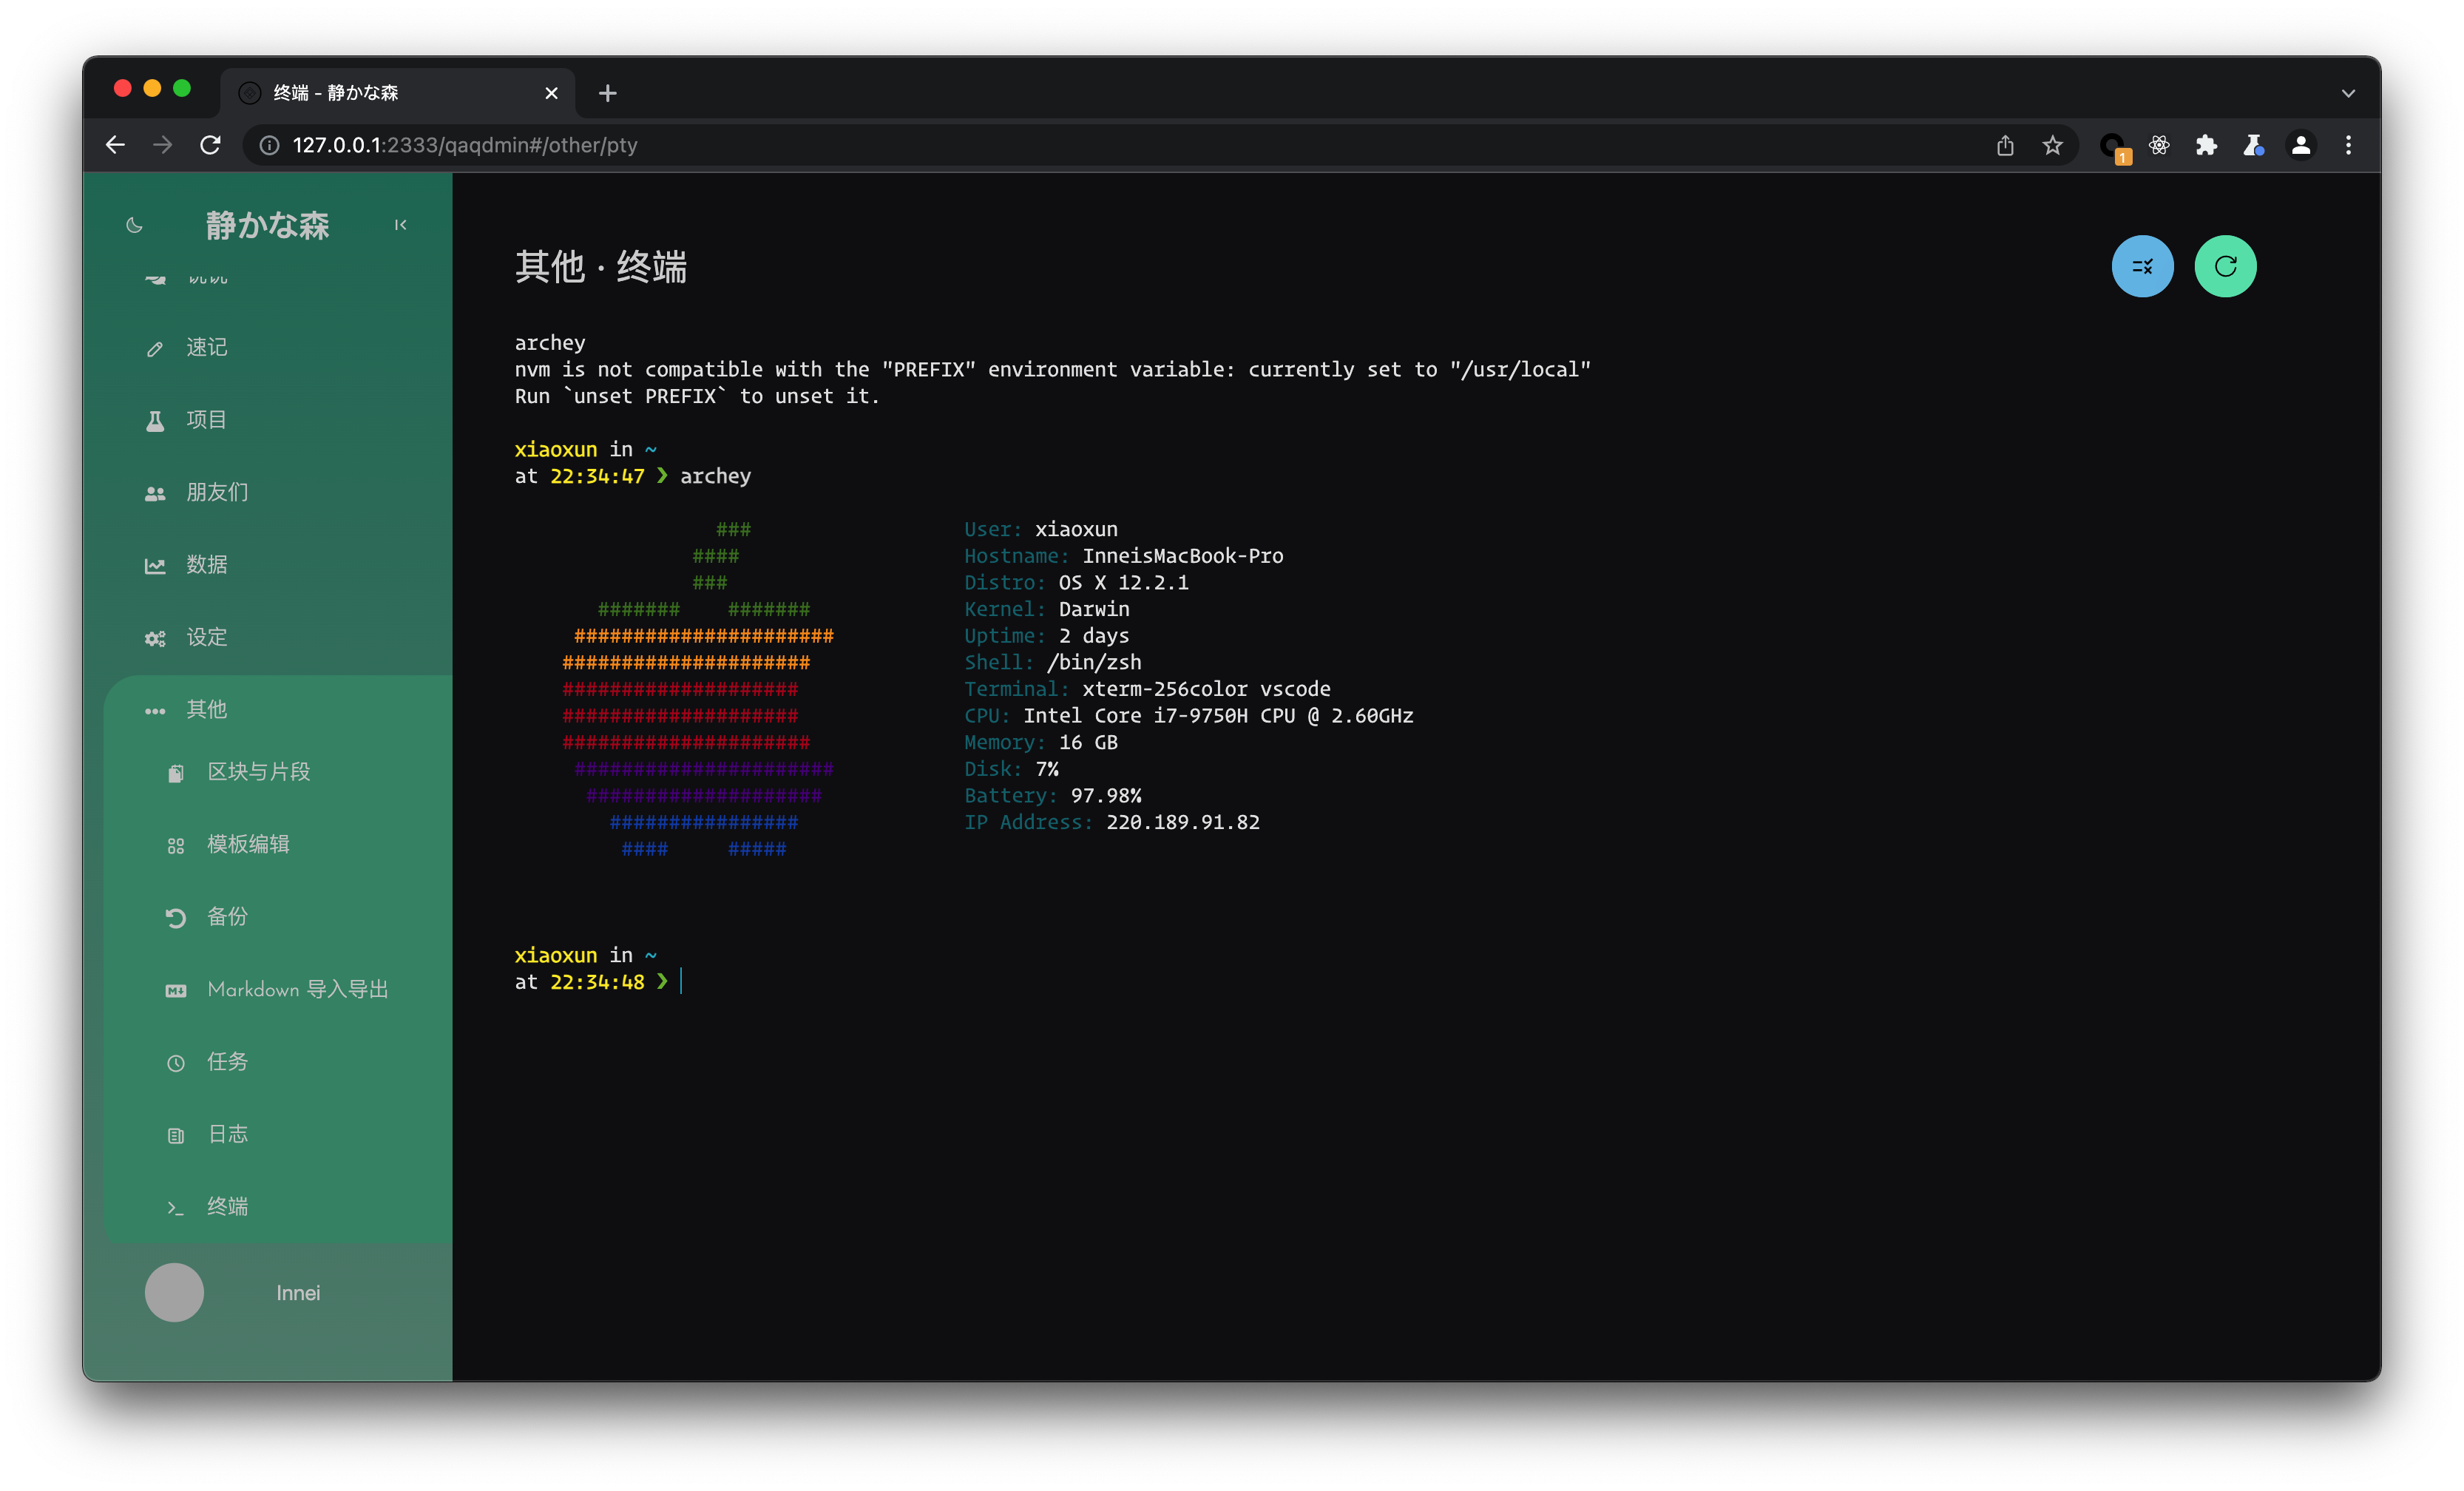 终端 - 静かな森
127.0.0.1:2333/qaqdmin#/other/pty
1
静かな森
速记
项目
朋友们
数据
设定
其他
区块与片段
模板编辑
备份
Markdown 导入导出
任务
日志
终端
Innei
其他 · 终端
archey
nvm is not compatible with the "PREFIX" environment variable: currently set to "/usr/local"
Run `unset PREFIX` to unset it.
xiaoxun in ~
at 22:34:47 ❯ archey
### User: xiaoxun
#### Hostname: InneisMacBook-Pro
### Distro: OS X 12.2.1
####### ####### Kernel: Darwin
###################### Uptime: 2 days
##################### Shell: /bin/zsh
#################### Terminal: xterm-256color vscode
#################### CPU: Intel Core i7-9750H CPU @ 2.60GHz
##################### Memory: 16 GB
###################### Disk: 7%
#################### Battery: 97.98%
################ IP Address: 220.189.91.82
#### #####
xiaoxun in ~
at 22:34:48 ❯